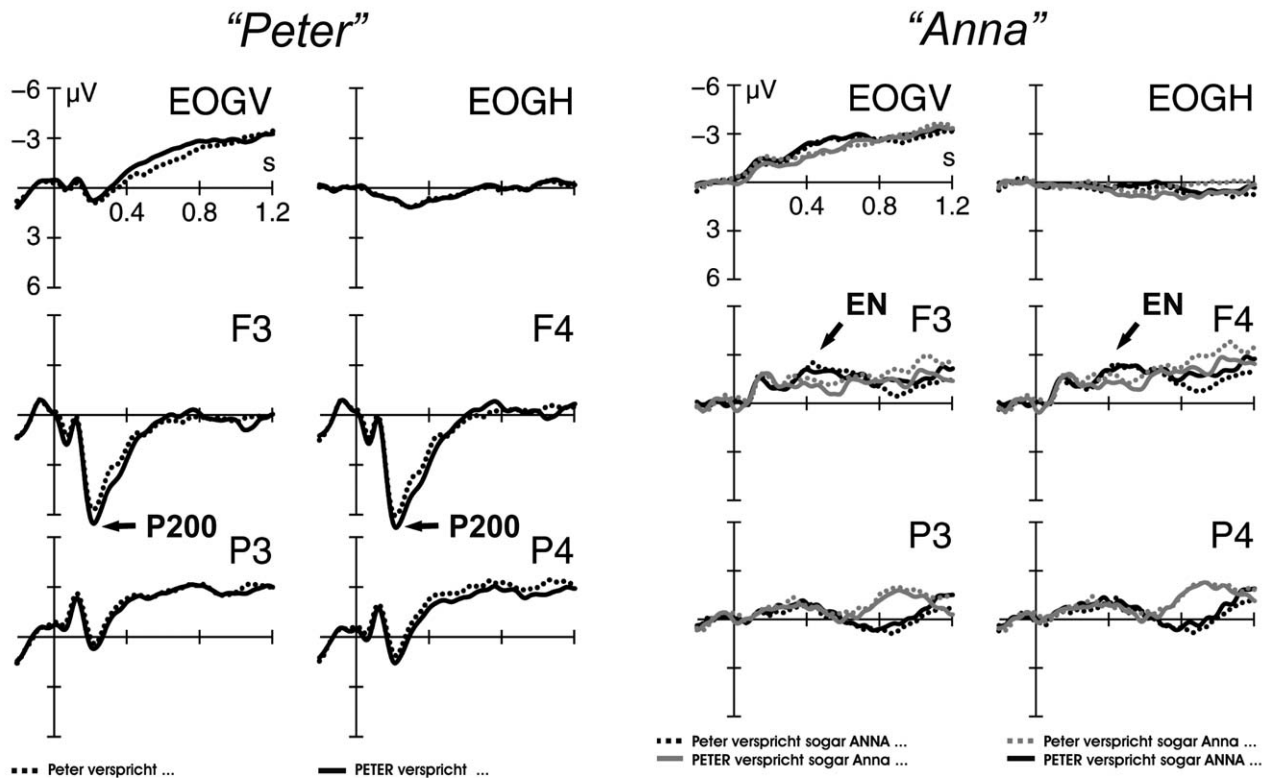 “Peter”
“Anna”
–6
µV
EOGV
EOGH
–3
s
0.4
0.8
1.2
3
6
F3
F4
P200
P200
P3
P4
–6
µV
EOGV
EOGH
–3
s
0.4
0.8
1.2
3
6
EN
F3
EN
F4
P3
P4
Peter verspricht ...
PETER verspricht ...
Peter verspricht sogar ANNA ...
PETER verspricht sogar Anna ...
Peter verspricht sogar Anna ...
PETER verspricht sogar ANNA ...